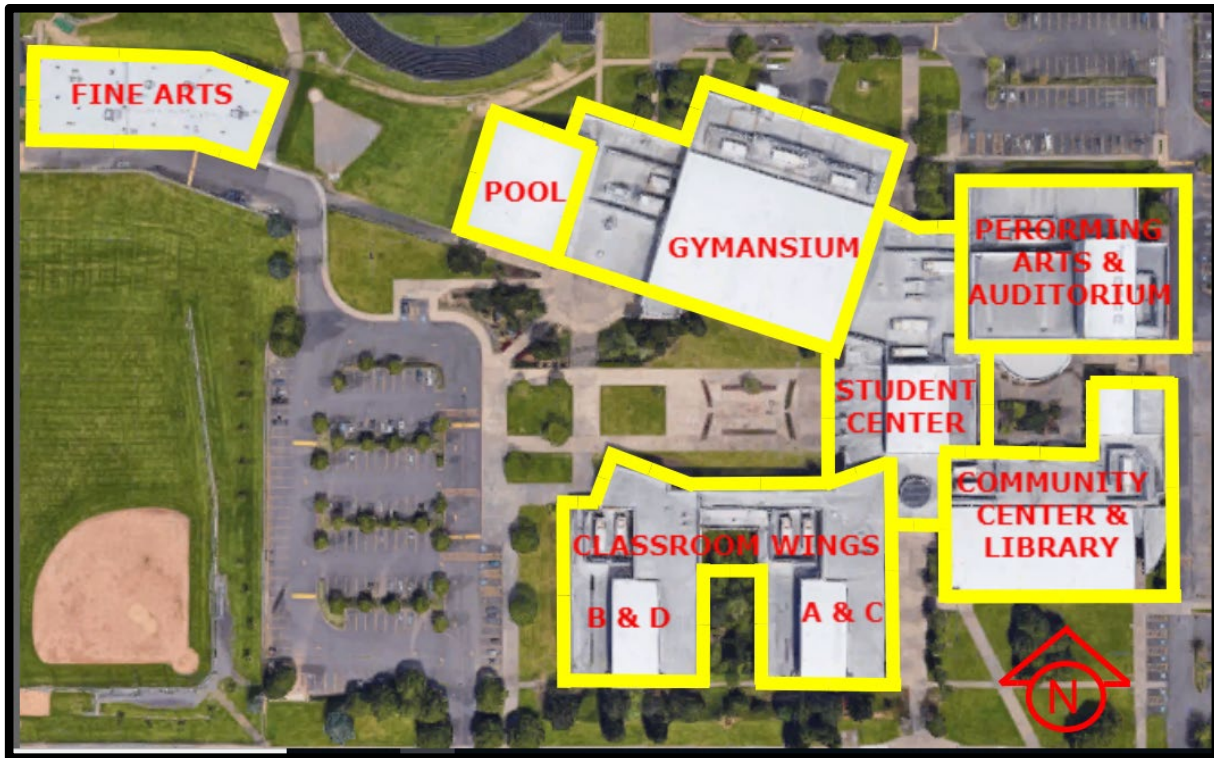 FINE ARTS
POOL
GYMANSIUM
PERORMING
ARTS &
AUDITORIUM
STUDENT
CENTER
COMMUNITY
CENTER &
LIBRARY
CLASSROOM WINGS
B & D
A & C
N